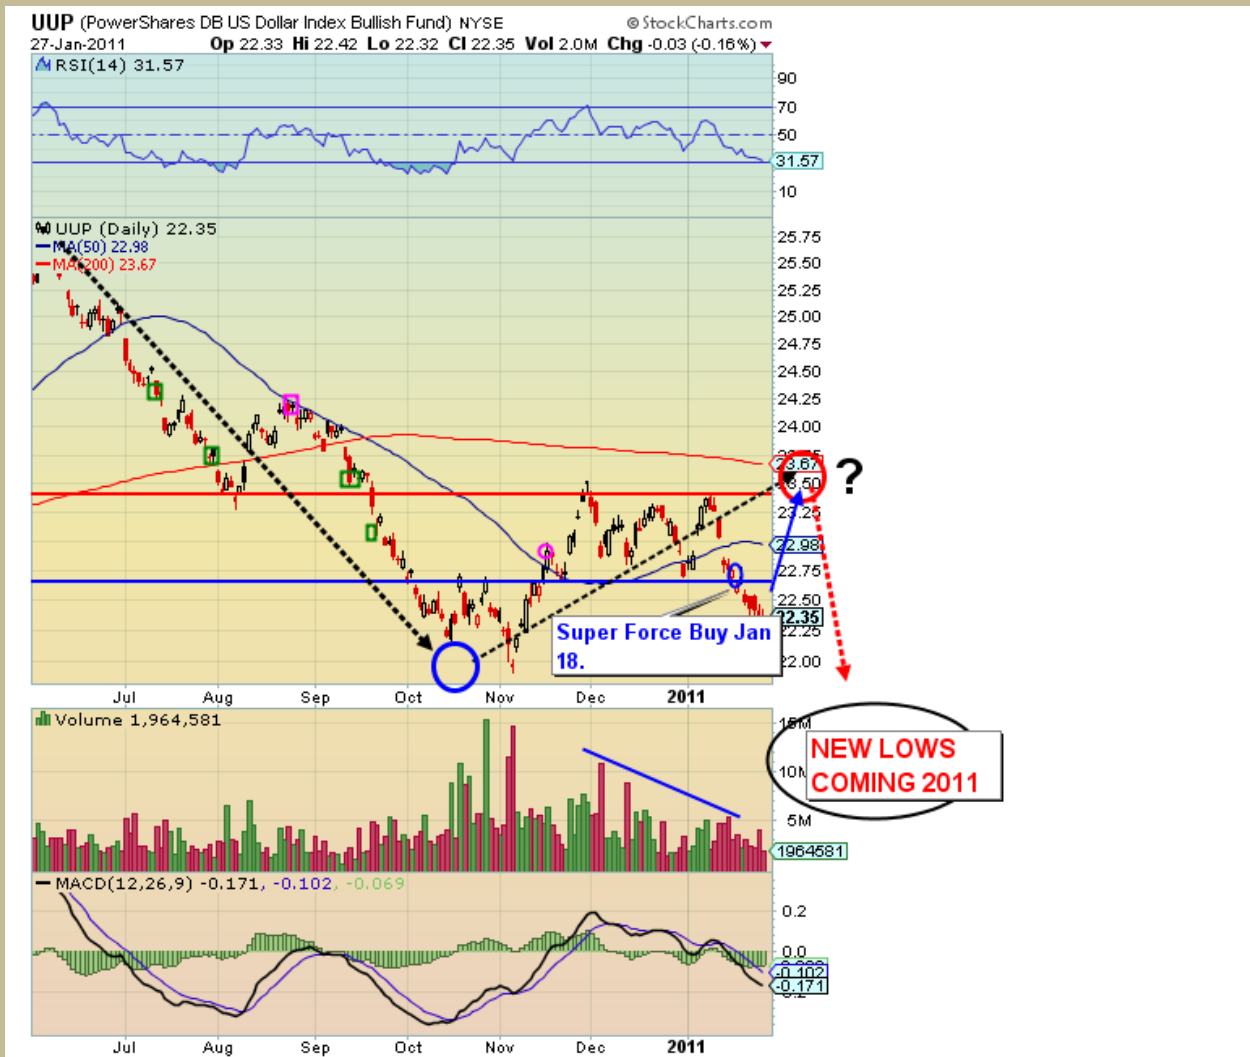 UUP (PowerShares DB US Dollar Index Bullish Fund) NYSE © StockCharts.com
27-Jan-2011 Op 22.33 Hi 22.42 Lo 22.32 Cl 22.35 Vol 2.0M Chg -0.03 (-0.16%)
RSI(14) 31.57
90
70
50
31.57
10
UUP (Daily) 22.35
MA(50) 22.98
MA(200) 23.67
25.75
25.50
25.25
25.00
24.75
24.50
24.25
24.00
23.67
?
23.50
23.25
22.98
22.75
22.50
22.35
22.25
22.00
Super Force Buy Jan
18.
Jul Aug Sep Oct Nov Dec 2011
Volume 1,964,581
15M
10M
5M
1964581
NEW LOWS
COMING 2011
MACD(12,26,9) -0.171, -0.102, -0.069
0.2
0.0
-0.102
-0.171
Jul Aug Sep Oct Nov Dec 2011